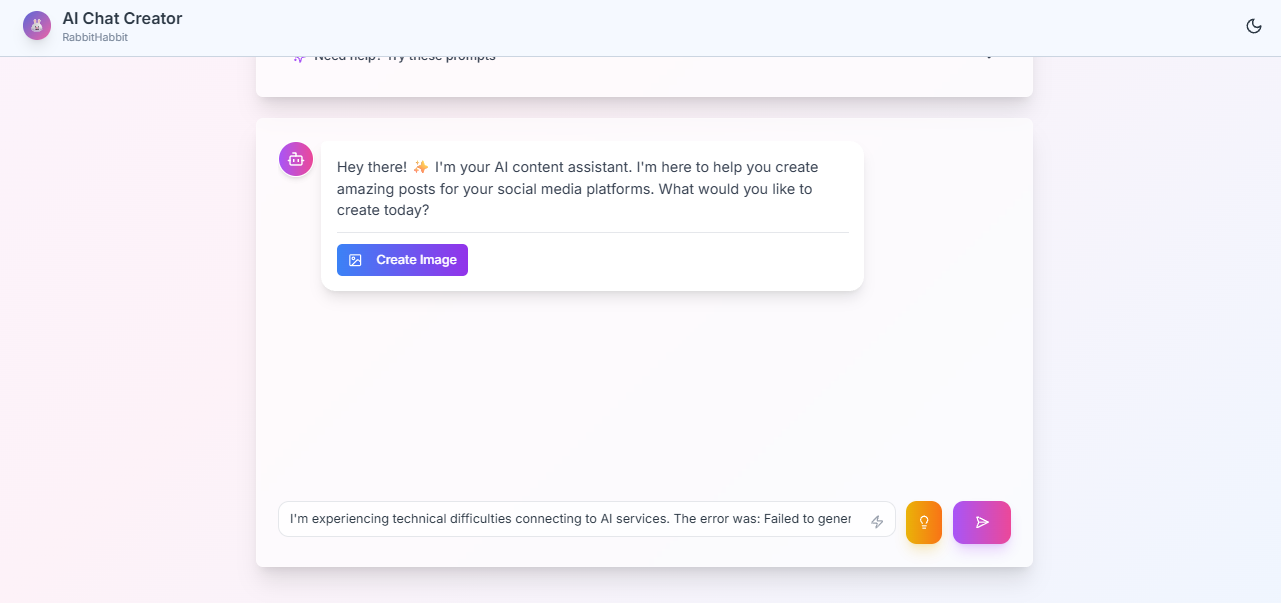 AI Chat Creator
RabbitHabbit
Need help? Try these prompts
Hey there! ✨ I'm your AI content assistant. I'm here to help you create
amazing posts for your social media platforms. What would you like to
create today?
Create Image
I'm experiencing technical difficulties connecting to AI services. The error was: Failed to gener